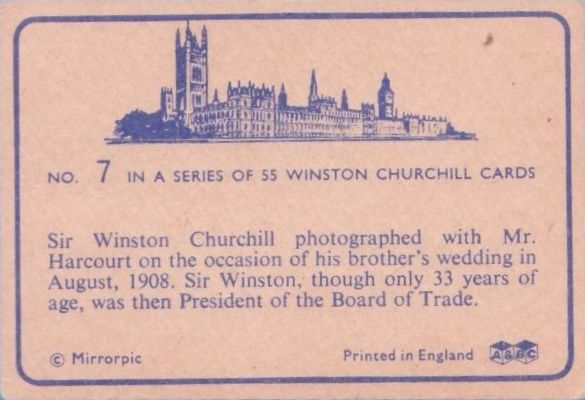 NO. 7 IN A SERIES OF 55 WINSTON CHURCHILL CARDS
Sir Winston Churchill photographed with Mr.
Harcourt on the occasion of his brother's wedding in
August, 1908. Sir Winston, though only 33 years of
age, was then President of the Board of Trade.
© Mirrorpic Printed in England A&BC